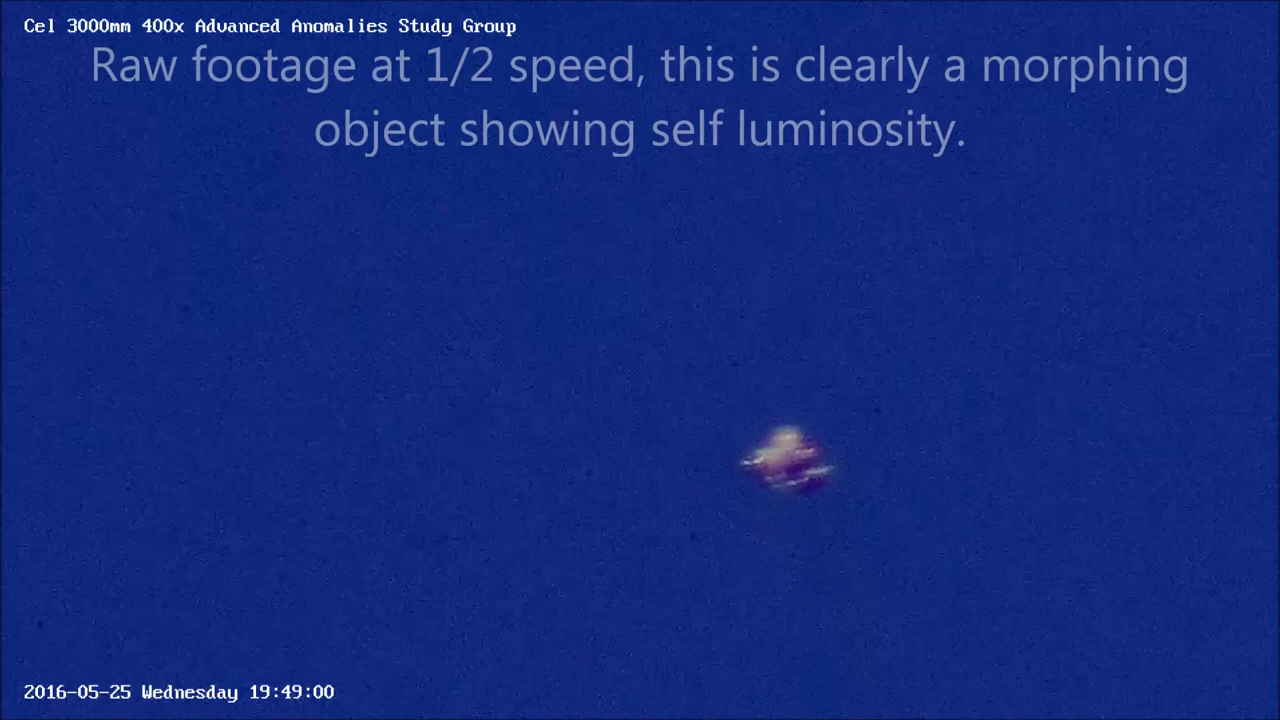 Cel 3000mm 400x Advanced Anomalies Study Group
Raw footage at 1/2 speed, this is clearly a morphing
object showing self luminosity.
2016-05-25 Wednesday 19:49:00